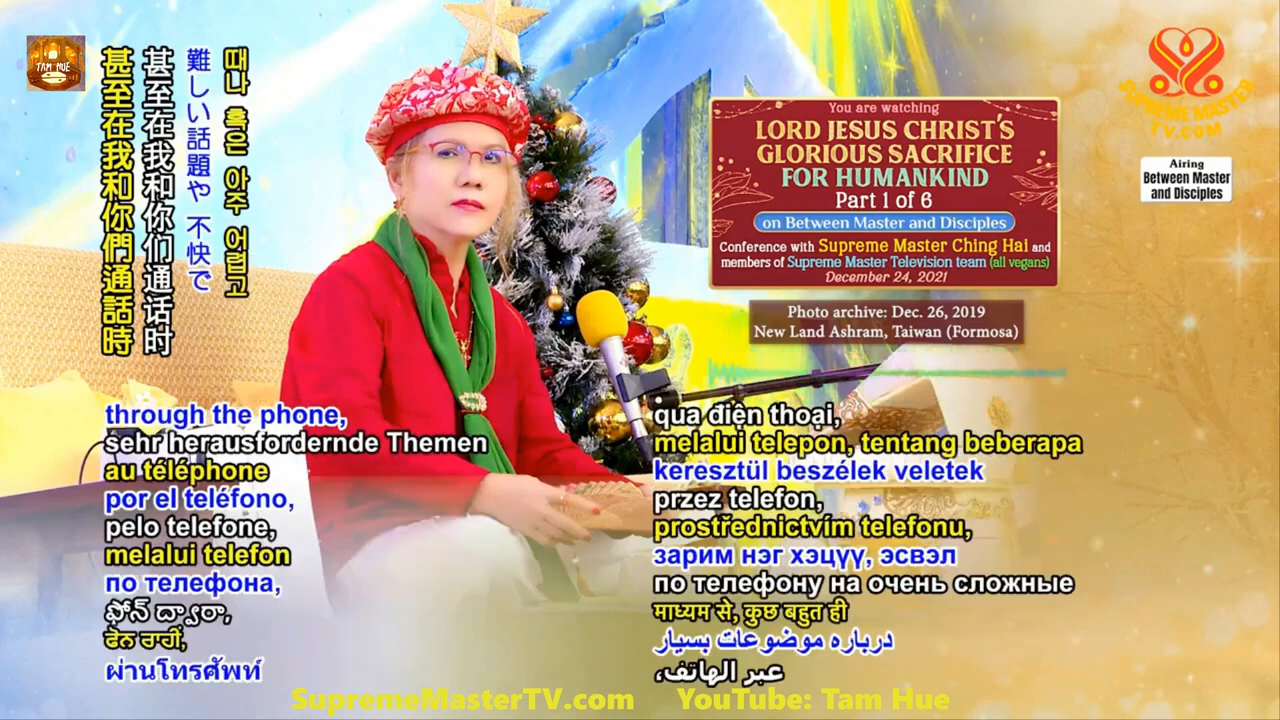 TAM HUE
甚至在我和你們通話時
甚至在我和你们通话时
難しい話題や 不快で
때나 혹은 아주 어렵고
You are watching
LORD JESUS CHRIST'S
GLORIOUS SACRIFICE
FOR HUMANKIND
Part 1 of 6
on Between Master and Disciples
Conference with Supreme Master Ching Hai and
members of Supreme Master Television team (all vegans)
December 24, 2021
Photo archive: Dec. 26, 2019
New Land Ashram, Taiwan (Formosa)
SUPREME MASTER
TV.COM
Airing
Between Master
and Disciples
through the phone,
sehr herausfordernde Themen
au téléphone
por el teléfono,
pelo telefone,
melalui telefon
по телефона,
ఫోన్ ద్వారా,
ਫੋਨ ਰਾਹੀਂ,
ผ่านโทรศัพท์
qua điện thoại,
melalui telepon, tentang beberapa
keresztül beszélek veletek
przez telefon,
prostřednictvím telefonu,
зарим нэг хэцүү, эсвэл
по телефону на очень сложные
माध्यम से, कुछ बहुत ही
درباره موضوعات بسیار
عبر الهاتف،
SupremeMasterTV.com
YouTube: Tam Hue